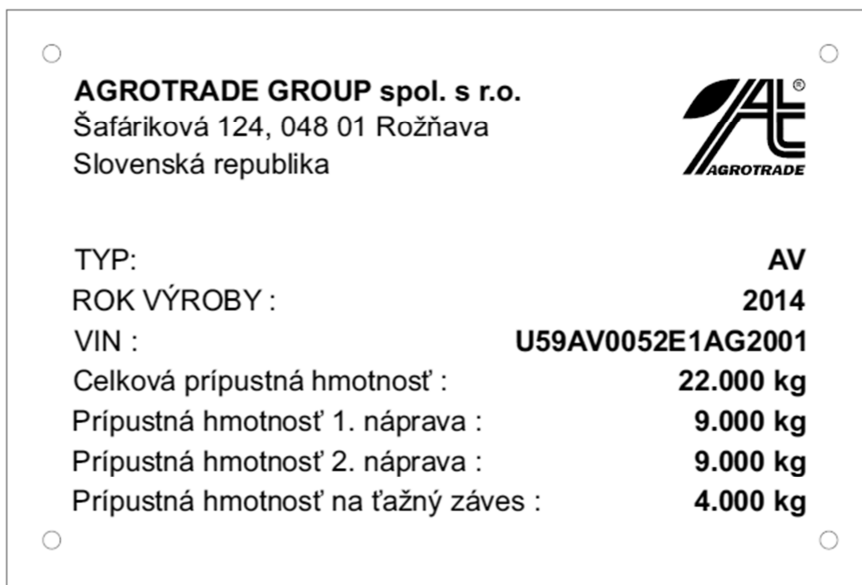 AGROTRADE GROUP spol. s r.o.
Šafáriková 124, 048 01 Rožňava
Slovenská republika
At ®
AGROTRADE
TYP: AV
ROK VÝROBY : 2014
VIN : U59AV0052E1AG2001
Celková prípustná hmotnosť : 22.000 kg
Prípustná hmotnosť 1. náprava : 9.000 kg
Prípustná hmotnosť 2. náprava : 9.000 kg
Prípustná hmotnosť na ťažný záves : 4.000 kg